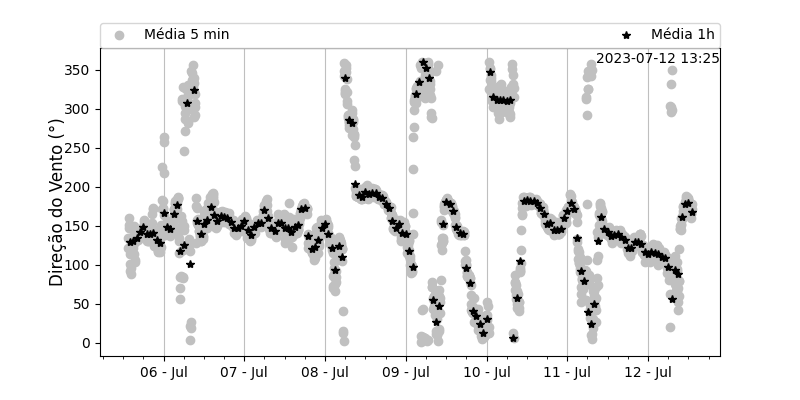 Média 5 min
Média 1h
2023-07-12 13:25
Direção do Vento (°)
350
300
250
200
150
100
50
0
06 - Jul
07 - Jul
08 - Jul
09 - Jul
10 - Jul
11 - Jul
12 - Jul